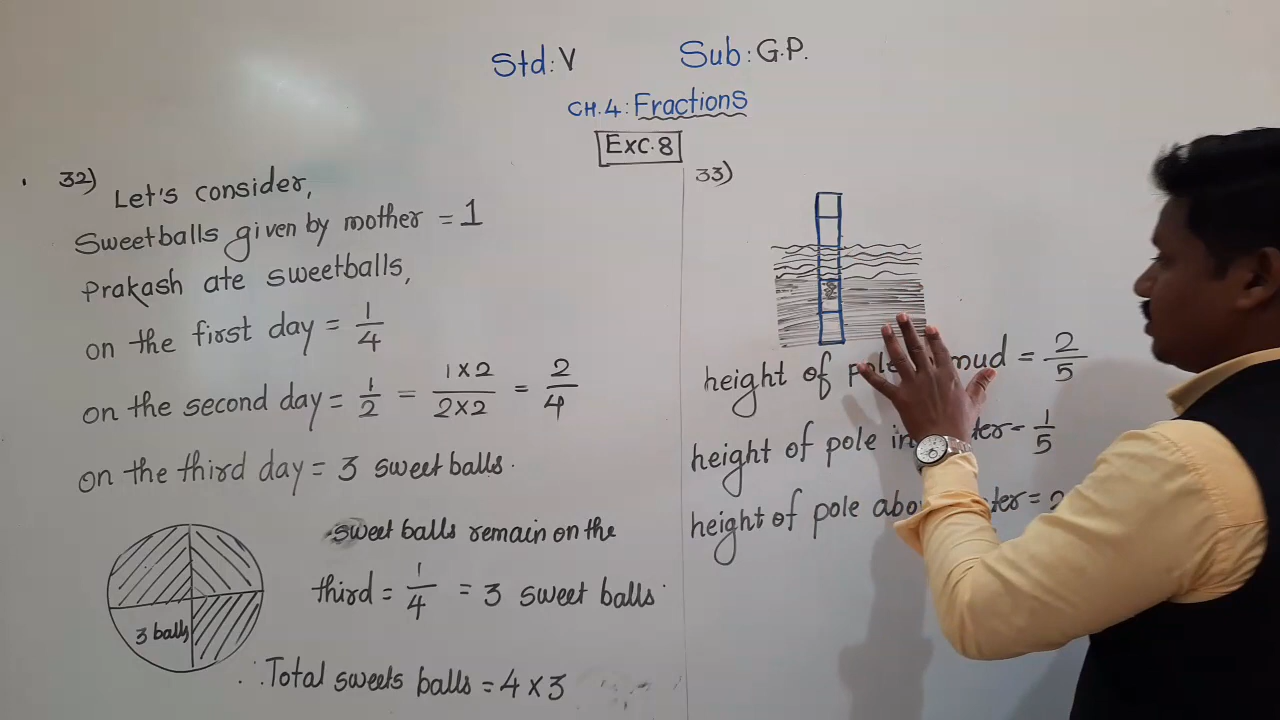 Std: V Sub: G.P.
CH.4: Fractions
Exc.8
32) Let's consider,
Sweetballs given by mother = 1
Prakash ate sweetballs,
on the first day = 1/4
on the second day = 1/2 = 1×2/2×2 = 2/4
on the third day = 3 sweet balls.
3 balls
sweet balls remain on the
third = 1/4 = 3 sweet balls.
∴ Total sweets balls = 4 x 3
33)
height of mud = 2/5
height of pole in = 1/5
height of pole =